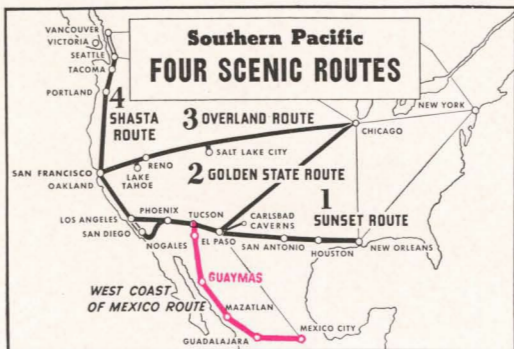 Southern Pacific
FOUR SCENIC ROUTES
VANCOUVER
VICTORIA
SEATTLE
TACOMA
PORTLAND
4
SHASTA
ROUTE
3 OVERLAND ROUTE
NEW YORK
CHICAGO
SALT LAKE CITY
RENO
LAKE
TAHOE
SAN FRANCISCO
OAKLAND
2 GOLDEN STATE ROUTE
1
SUNSET ROUTE
LOS ANGELES
PHOENIX
TUCSON
CARLSBAD
CAVERNS
SAN DIEGO
NOGALES
EL PASO
SAN ANTONIO
HOUSTON
NEW ORLEANS
GUAYMAS
WEST COAST
OF MEXICO ROUTE
MAZATLAN
GUADALAJARA
MEXICO CITY